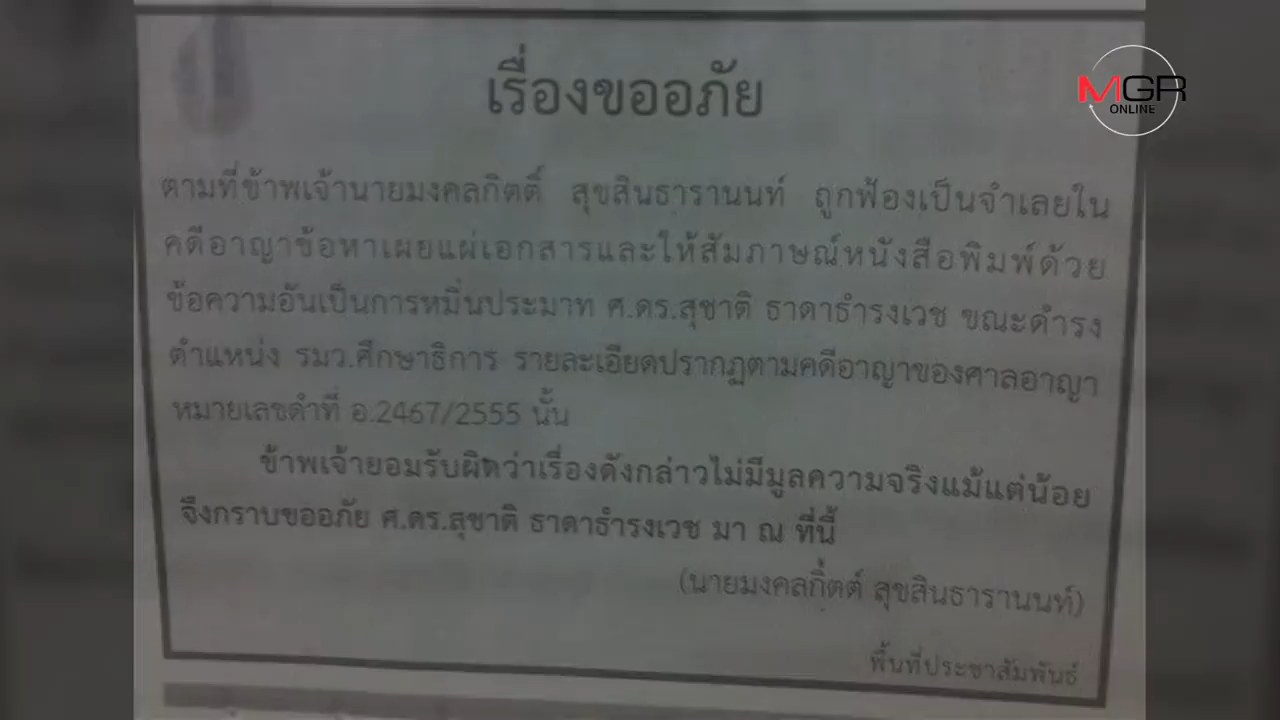 MGR
ONLINE
เรื่องขออภัย
ตามที่ข้าพเจ้านายมงคลกิตติ์ สุขสินธารานนท์ ถูกฟ้องเป็นจำเลยใน
คดีอาญาข้อหาเผยแผ่เอกสารและให้สัมภาษณ์หนังสือพิมพ์ด้วย
ข้อความอันเป็นการหมิ่นประมาท ศ.ดร.สุชาติ ธาดาธำรงเวช ขณะดำรง
ตำแหน่ง รมว.ศึกษาธิการ รายละเอียดปรากฏตามคดีอาญาของศาลอาญา
หมายเลขดำที่ อ.2467/2555 นั้น
ข้าพเจ้ายอมรับผิดว่าเรื่องดังกล่าวไม่มีมูลความจริงแม้แต่น้อย
จึงกราบขออภัย ศ.ดร.สุชาติ ธาดาธำรงเวช มา ณ ที่นี้
(นายมงคลกิ่ตต์ สุขสินธารานนท์)
พื้นที่ประชาสัมพันธ์